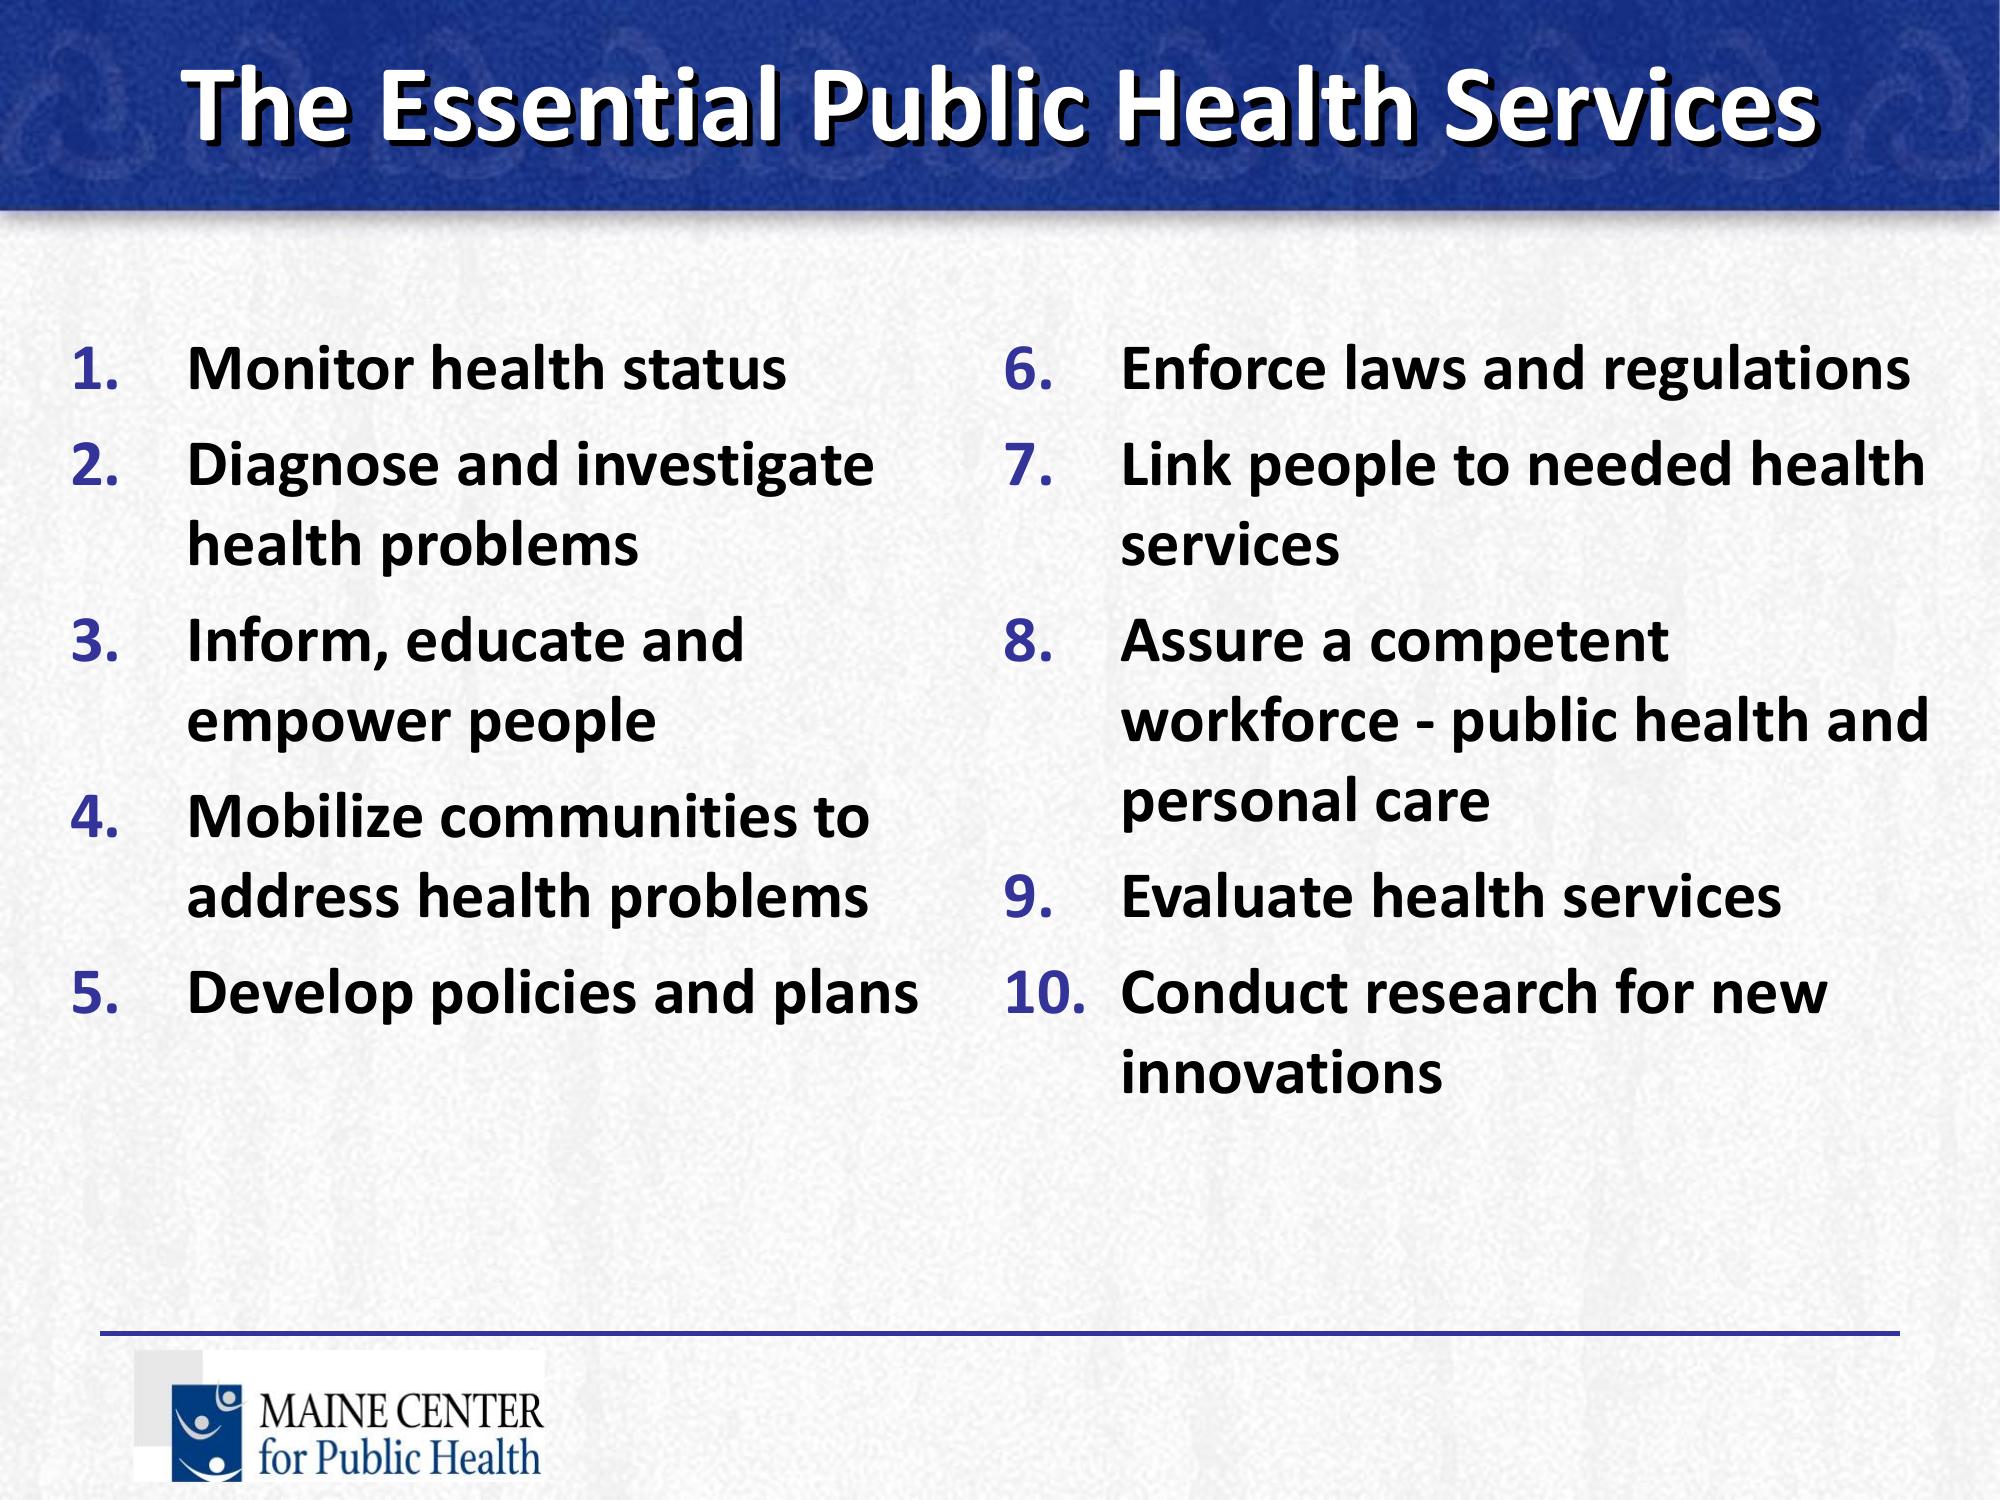 The Essential Public Health Services
1. Monitor health status
2. Diagnose and investigate
health problems
3. Inform, educate and
empower people
4. Mobilize communities to
address health problems
5. Develop policies and plans
6. Enforce laws and regulations
7. Link people to needed health
services
8. Assure a competent
workforce - public health and
personal care
9. Evaluate health services
10. Conduct research for new
innovations
MAINE CENTER
for Public Health